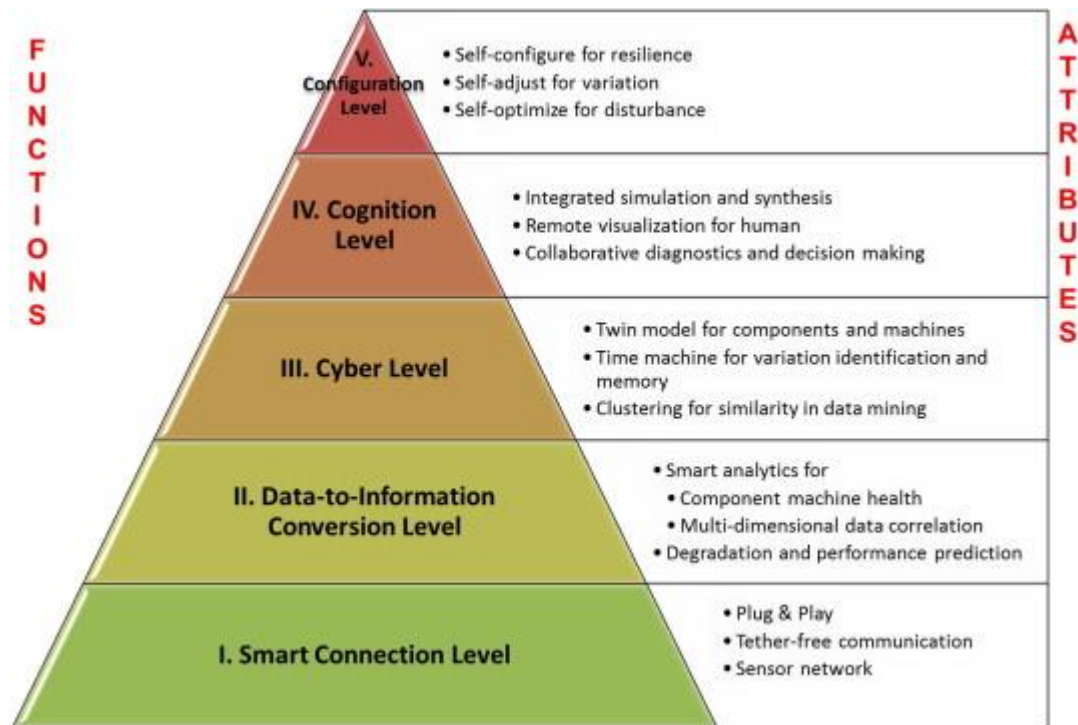 FUNCTIONS
ATTRIBUTES
V.
Configuration
Level
• Self-configure for resilience
• Self-adjust for variation
• Self-optimize for disturbance
IV. Cognition
Level
• Integrated simulation and synthesis
• Remote visualization for human
• Collaborative diagnostics and decision making
III. Cyber Level
• Twin model for components and machines
• Time machine for variation identification and
memory
• Clustering for similarity in data mining
II. Data-to-Information
Conversion Level
• Smart analytics for
• Component machine health
• Multi-dimensional data correlation
• Degradation and performance prediction
I. Smart Connection Level
• Plug & Play
• Tether-free communication
• Sensor network